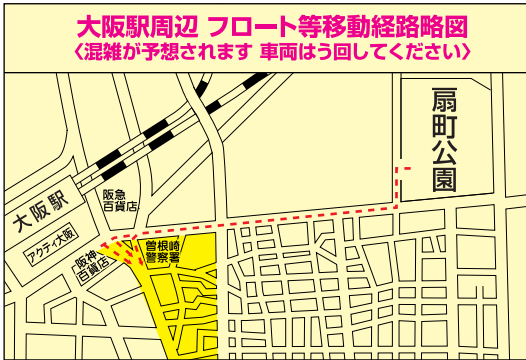 大阪駅周辺 フロート等移動経路略図
〈混雑が予想されます 車両はう回してください〉
扇町公園
大阪駅
阪急
百貨店
アクティ大阪
阪神
百貨店
曽根崎
警察署